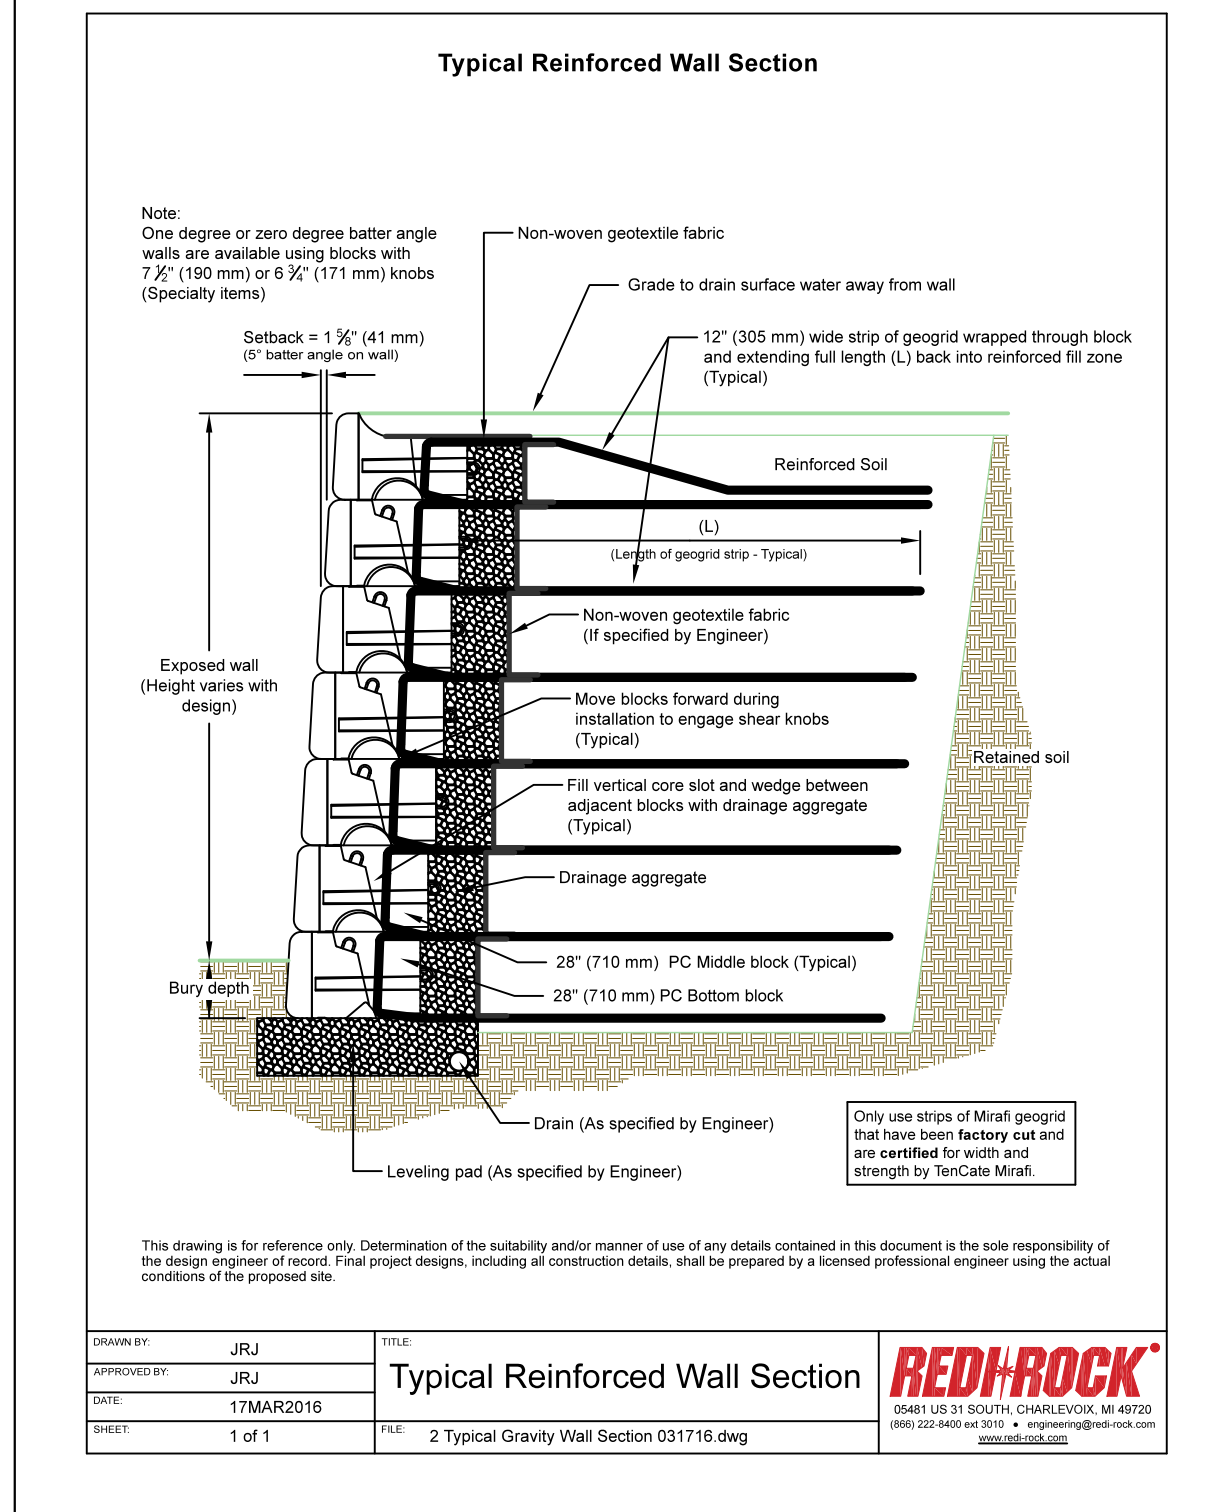 Typical Reinforced Wall Section
Note:
One degree or zero degree batter angle
walls are available using blocks with
7 1/2" (190 mm) or 6 3/4" (171 mm) knobs
(Specialty items)
Non-woven geotextile fabric
Grade to drain surface water away from wall
Setback = 1 5/8" (41 mm)
(5° batter angle on wall)
12" (305 mm) wide strip of geogrid wrapped through block
and extending full length (L) back into reinforced fill zone
(Typical)
Reinforced Soil
(L)
(Length of geogrid strip - Typical)
Non-woven geotextile fabric
(If specified by Engineer)
Exposed wall
(Height varies with
design)
Move blocks forward during
installation to engage shear knobs
(Typical)
Retained soil
Fill vertical core slot and wedge between
adjacent blocks with drainage aggregate
(Typical)
Drainage aggregate
28" (710 mm) PC Middle block (Typical)
Bury depth
28" (710 mm) PC Bottom block
Drain (As specified by Engineer)
Leveling pad (As specified by Engineer)
Only use strips of Mirafi geogrid
that have been factory cut and
are certified for width and
strength by TenCate Mirafi.
This drawing is for reference only. Determination of the suitability and/or manner of use of any details contained in this document is the sole responsibility of
the design engineer of record. Final project designs, including all construction details, shall be prepared by a licensed professional engineer using the actual
conditions of the proposed site.
DRAWN BY:
JRJ
APPROVED BY:
JRJ
DATE:
17MAR2016
SHEET:
1 of 1
TITLE:
Typical Reinforced Wall Section
FILE:
2 Typical Gravity Wall Section 031716.dwg
REDI ROCK
05481 US 31 SOUTH, CHARLEVOIX, MI 49720
(866) 222-8400 ext 3010 • engineering@redi-rock.com
www.redi-rock.com